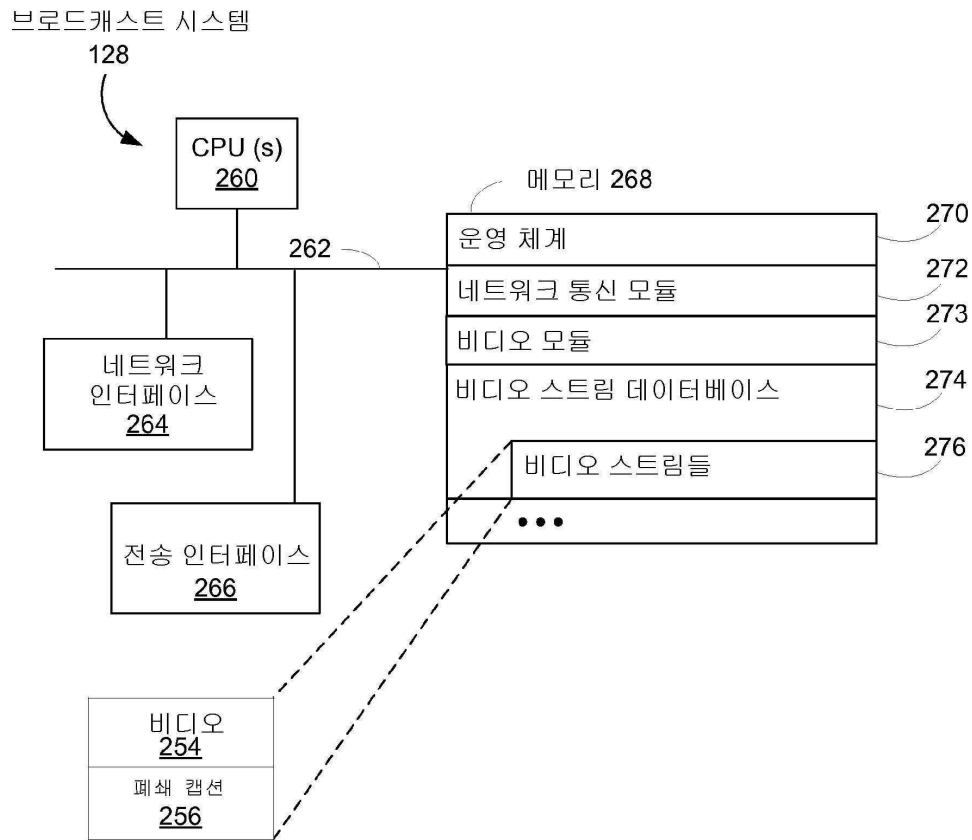 브로드캐스트 시스템
128
CPU (s)
260
메모리 268
262
운영 체계
270
네트워크 통신 모듈
272
비디오 모듈
273
비디오 스트림 데이터베이스
274
비디오 스트림들
276
•••
네트워크
인터페이스
264
전송 인터페이스
266
비디오
254
폐쇄 캡션
256